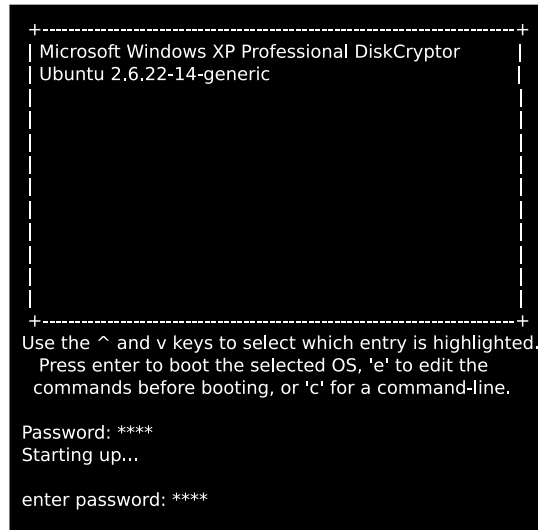 +-----------------------------------------------------------------+
| Microsoft Windows XP Professional DiskCryptor |
| Ubuntu 2.6.22-14-generic |
| |
| |
| |
| |
| |
| |
| |
| |
| |
| |
+-----------------------------------------------------------------+
Use the ^ and v keys to select which entry is highlighted.
Press enter to boot the selected OS, 'e' to edit the
commands before booting, or 'c' for a command-line.
Password: ****
Starting up...
enter password: ****